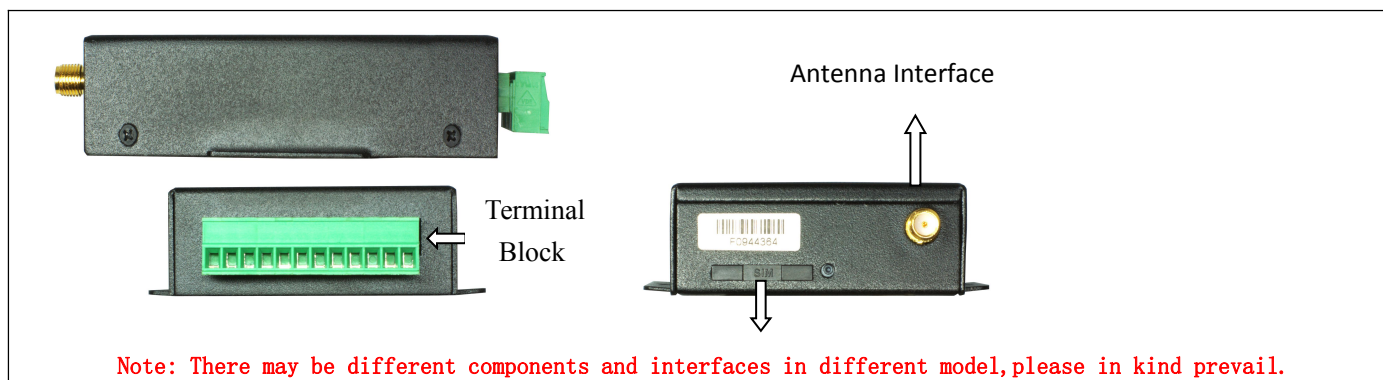 Antenna Interface
Terminal
Block
F0944364
SIM
Note: There may be different components and interfaces in different model,please in kind prevail.